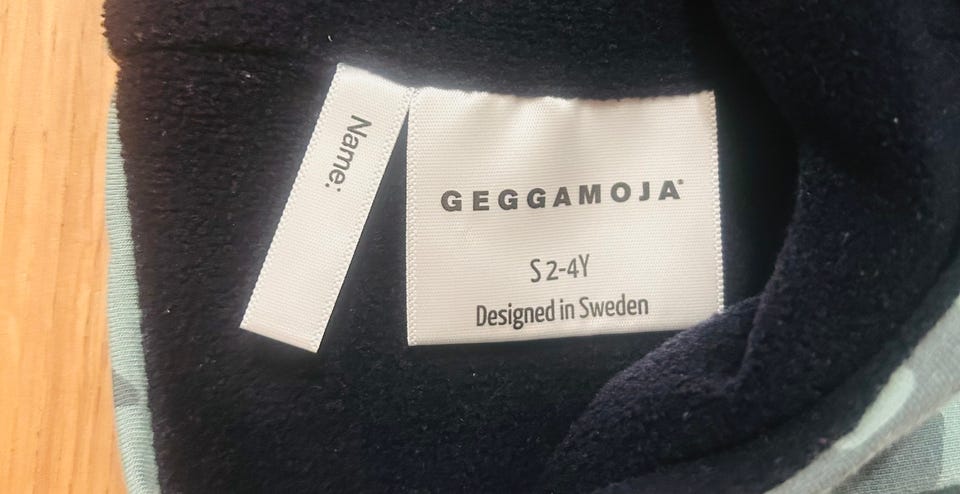 Name:
GEGGAMOJA®
S 2-4Y
Designed in Sweden